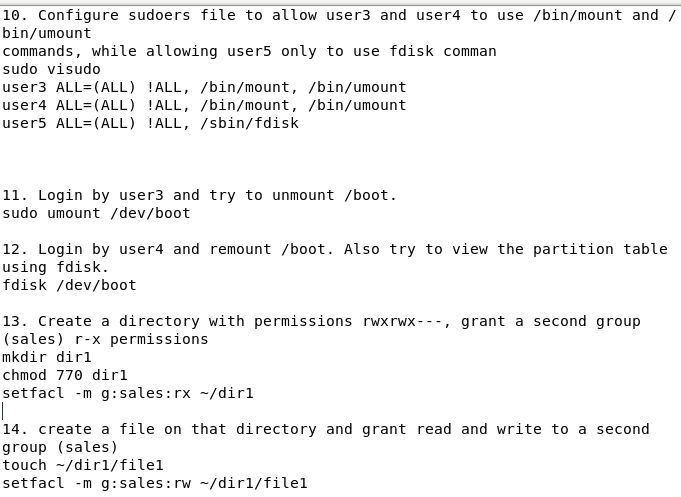 10. Configure sudoers file to allow user3 and user4 to use /bin/mount and /
bin/umount
commands, while allowing user5 only to use fdisk comman
sudo visudo
user3 ALL=(ALL) !ALL, /bin/mount, /bin/umount
user4 ALL=(ALL) !ALL, /bin/mount, /bin/umount
user5 ALL=(ALL) !ALL, /sbin/fdisk
11. Login by user3 and try to unmount /boot.
sudo umount /dev/boot
12. Login by user4 and remount /boot. Also try to view the partition table
using fdisk.
fdisk /dev/boot
13. Create a directory with permissions rwxrwx---, grant a second group
(sales) r-x permissions
mkdir dir1
chmod 770 dir1
setfacl -m g:sales:rx ~/dir1
14. create a file on that directory and grant read and write to a second
group (sales)
touch ~/dir1/file1
setfacl -m g:sales:rw ~/dir1/file1